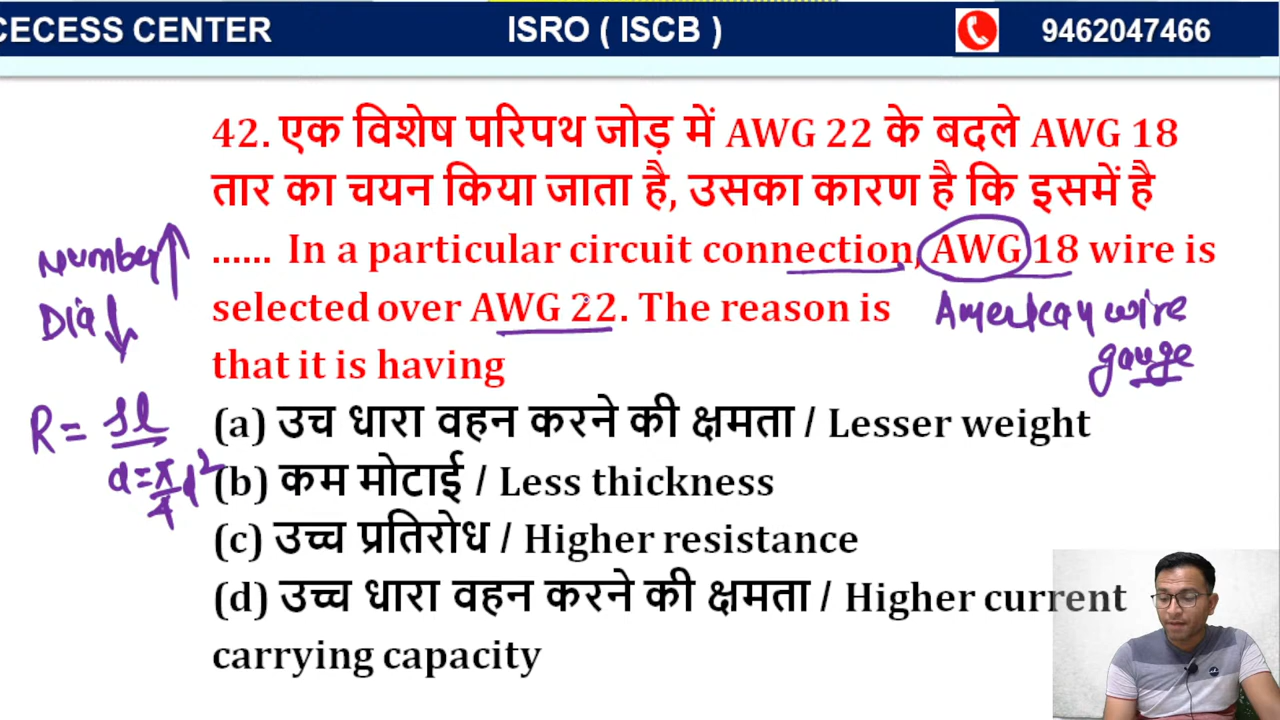 CECESS CENTER
ISRO ( ISCB )
9462047466
42. एक विशेष परिपथ जोड़ में AWG 22 के बदले AWG 18
तार का चयन किया जाता है, उसका कारण है कि इसमें है
...... In a particular circuit connection, AWG 18 wire is
selected over AWG 22. The reason is
that it is having
(a) उच धारा वहन करने की क्षमता / Lesser weight
(b) कम मोटाई / Less thickness
(c) उच्च प्रतिरोध / Higher resistance
(d) उच्च धारा वहन करने की क्षमता / Higher current
carrying capacity
Number ↑
Dia ↓
American wire
gauge